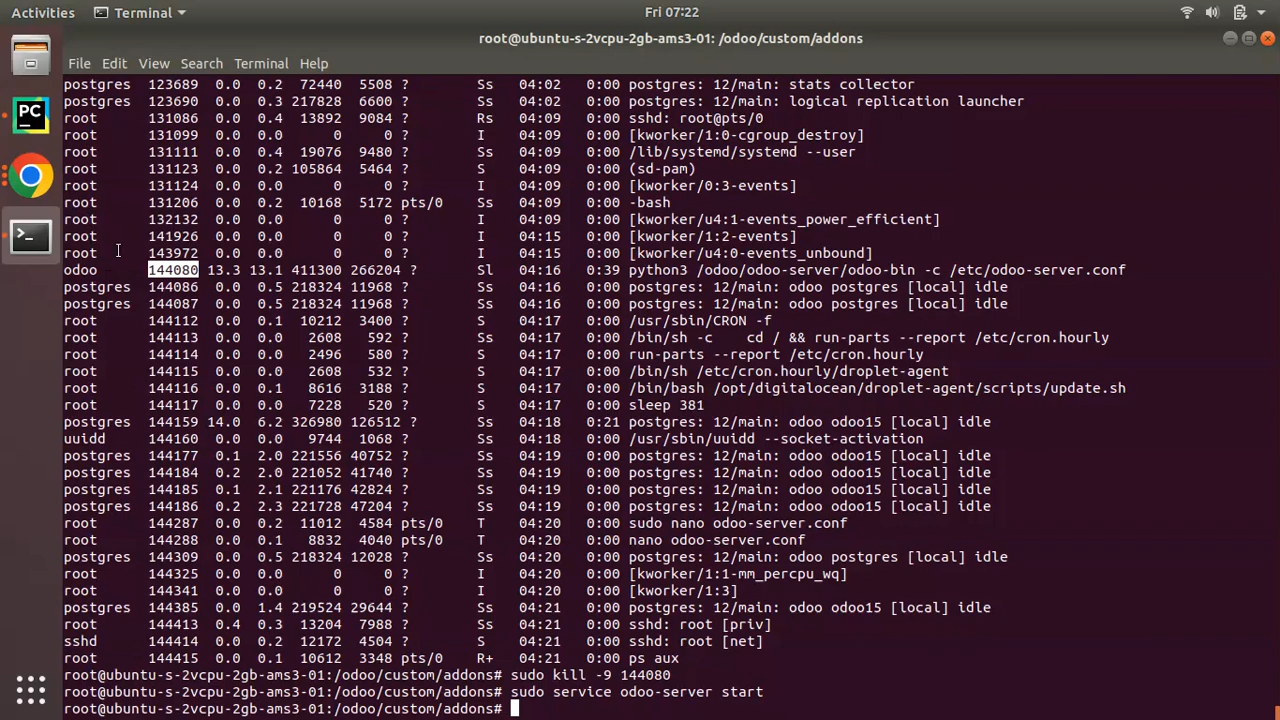 Activities Terminal Fri 07:22
root@ubuntu-s-2vcpu-2gb-ams3-01: /odoo/custom/addons
File Edit View Search Terminal Help
postgres 123689 0.0 0.2 72440 5508 ? Ss 04:02 0:00 postgres: 12/main: stats collector
postgres 123690 0.0 0.3 217828 6600 ? Ss 04:02 0:00 postgres: 12/main: logical replication launcher
root 131086 0.0 0.4 13892 9084 ? Rs 04:09 0:00 sshd: root@pts/0
root 131099 0.0 0.0 0 0 ? I 04:09 0:00 [kworker/1:0-cgroup_destroy]
root 131111 0.0 0.4 19076 9480 ? Ss 04:09 0:00 /lib/systemd/systemd --user
root 131123 0.0 0.2 105864 5464 ? S 04:09 0:00 (sd-pam)
root 131124 0.0 0.0 0 0 ? I 04:09 0:00 [kworker/0:3-events]
root 131206 0.0 0.2 10168 5172 pts/0 Ss 04:09 0:00 -bash
root 132132 0.0 0.0 0 0 ? I 04:09 0:00 [kworker/u4:1-events_power_efficient]
root 141926 0.0 0.0 0 0 ? I 04:15 0:00 [kworker/1:2-events]
root 143972 0.0 0.0 0 0 ? I 04:15 0:00 [kworker/u4:0-events_unbound]
odoo 144080 13.3 13.1 411300 266204 ? Sl 04:16 0:39 python3 /odoo/odoo-server/odoo-bin -c /etc/odoo-server.conf
postgres 144086 0.0 0.5 218324 11968 ? Ss 04:16 0:00 postgres: 12/main: odoo postgres [local] idle
postgres 144087 0.0 0.5 218324 11968 ? Ss 04:16 0:00 postgres: 12/main: odoo postgres [local] idle
root 144112 0.0 0.1 10212 3400 ? S 04:17 0:00 /usr/sbin/CRON -f
root 144113 0.0 0.0 2608 592 ? Ss 04:17 0:00 /bin/sh -c cd / && run-parts --report /etc/cron.hourly
root 144114 0.0 0.0 2496 580 ? S 04:17 0:00 run-parts --report /etc/cron.hourly
root 144115 0.0 0.0 2608 532 ? S 04:17 0:00 /bin/sh /etc/cron.hourly/droplet-agent
root 144116 0.0 0.1 8616 3188 ? S 04:17 0:00 /bin/bash /opt/digitalocean/droplet-agent/scripts/update.sh
root 144117 0.0 0.0 7228 520 ? S 04:17 0:00 sleep 381
postgres 144159 14.0 6.2 326980 126512 ? Ss 04:18 0:21 postgres: 12/main: odoo odoo15 [local] idle
uuidd 144160 0.0 0.0 9744 1068 ? Ss 04:18 0:00 /usr/sbin/uuidd --socket-activation
postgres 144177 0.1 2.0 221556 40752 ? Ss 04:19 0:00 postgres: 12/main: odoo odoo15 [local] idle
postgres 144184 0.2 2.0 221052 41740 ? Ss 04:19 0:00 postgres: 12/main: odoo odoo15 [local] idle
postgres 144185 0.1 2.1 221176 42824 ? Ss 04:19 0:00 postgres: 12/main: odoo odoo15 [local] idle
postgres 144186 0.2 2.3 221728 47204 ? Ss 04:19 0:00 postgres: 12/main: odoo odoo15 [local] idle
root 144287 0.0 0.2 11012 4584 pts/0 T 04:20 0:00 sudo nano odoo-server.conf
root 144288 0.0 0.1 8832 4040 pts/0 T 04:20 0:00 nano odoo-server.conf
postgres 144309 0.0 0.5 218324 12028 ? Ss 04:20 0:00 postgres: 12/main: odoo postgres [local] idle
root 144325 0.0 0.0 0 0 ? I 04:20 0:00 [kworker/1:1-mm_percpu_wq]
root 144341 0.0 0.0 0 0 ? I 04:20 0:00 [kworker/1:3]
postgres 144385 0.0 1.4 219524 29644 ? Ss 04:21 0:00 postgres: 12/main: odoo odoo15 [local] idle
root 144413 0.4 0.3 13204 7988 ? Ss 04:21 0:00 sshd: root [priv]
sshd 144414 0.0 0.2 12172 4504 ? S 04:21 0:00 sshd: root [net]
root 144415 0.0 0.1 10612 3348 pts/0 R+ 04:21 0:00 ps aux
root@ubuntu-s-2vcpu-2gb-ams3-01:/odoo/custom/addons# sudo kill -9 144080
root@ubuntu-s-2vcpu-2gb-ams3-01:/odoo/custom/addons# sudo service odoo-server start
root@ubuntu-s-2vcpu-2gb-ams3-01:/odoo/custom/addons#
PC